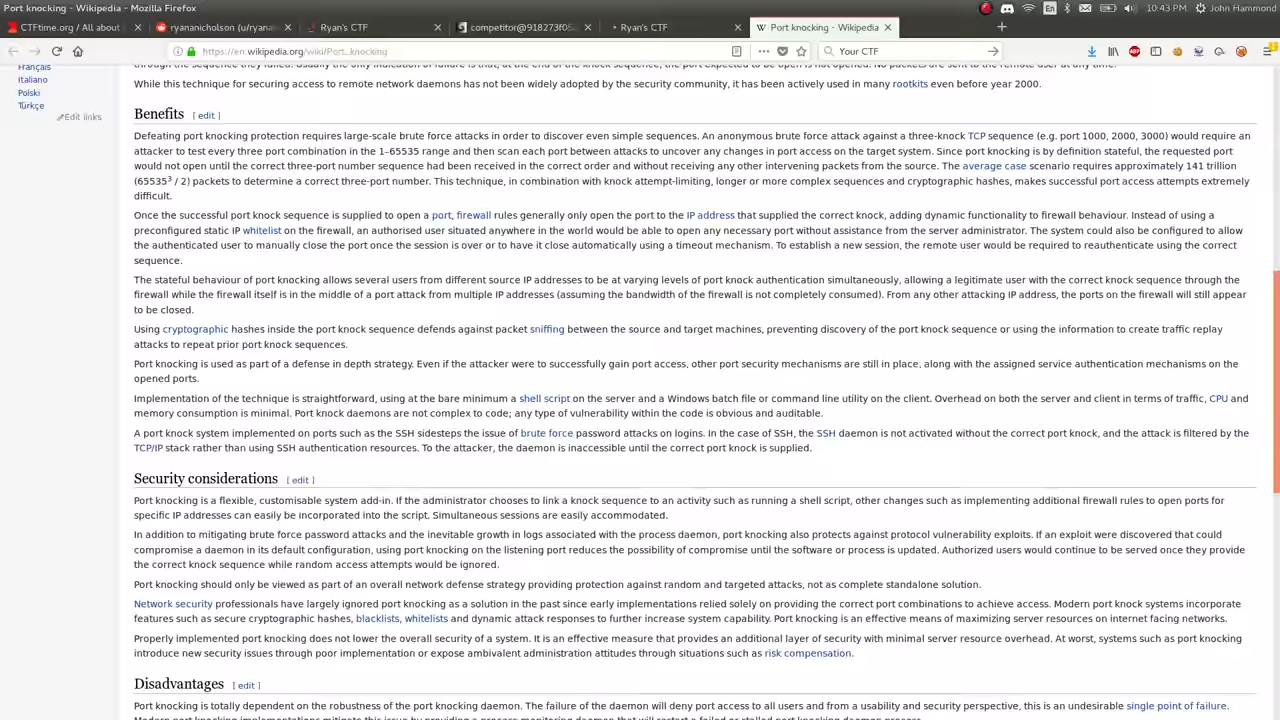 Port knocking - Wikipedia - Mozilla Firefox
En (0:20) 10:43 PM John Hammond
CTFtime.org / All about
ryananicholson (u/ryana
Ryan's CTF
competitor@918273f05
Ryan's CTF
Port knocking - Wikipedia
https://en.wikipedia.org/wiki/Port_knocking
Your CTF
ABP
Français
Italiano
Polski
Türkçe
Edit links
through the sequence they failed. Usually the only indication of failure is that, at the end of the knock sequence, the port expected to be open is not opened. No packets are sent to the remote user at any time.
While this technique for securing access to remote network daemons has not been widely adopted by the security community, it has been actively used in many rootkits even before year 2000.
Benefits [ edit ]
Defeating port knocking protection requires large-scale brute force attacks in order to discover even simple sequences. An anonymous brute force attack against a three-knock TCP sequence (e.g. port 1000, 2000, 3000) would require an
attacker to test every three port combination in the 1–65535 range and then scan each port between attacks to uncover any changes in port access on the target system. Since port knocking is by definition stateful, the requested port
would not open until the correct three-port number sequence had been received in the correct order and without receiving any other intervening packets from the source. The average case scenario requires approximately 141 trillion
(65535³ / 2) packets to determine a correct three-port number. This technique, in combination with knock attempt-limiting, longer or more complex sequences and cryptographic hashes, makes successful port access attempts extremely
difficult.
Once the successful port knock sequence is supplied to open a port, firewall rules generally only open the port to the IP address that supplied the correct knock, adding dynamic functionality to firewall behaviour. Instead of using a
preconfigured static IP whitelist on the firewall, an authorised user situated anywhere in the world would be able to open any necessary port without assistance from the server administrator. The system could also be configured to allow
the authenticated user to manually close the port once the session is over or to have it close automatically using a timeout mechanism. To establish a new session, the remote user would be required to reauthenticate using the correct
sequence.
The stateful behaviour of port knocking allows several users from different source IP addresses to be at varying levels of port knock authentication simultaneously, allowing a legitimate user with the correct knock sequence through the
firewall while the firewall itself is in the middle of a port attack from multiple IP addresses (assuming the bandwidth of the firewall is not completely consumed). From any other attacking IP address, the ports on the firewall will still appear
to be closed.
Using cryptographic hashes inside the port knock sequence defends against packet sniffing between the source and target machines, preventing discovery of the port knock sequence or using the information to create traffic replay
attacks to repeat prior port knock sequences.
Port knocking is used as part of a defense in depth strategy. Even if the attacker were to successfully gain port access, other port security mechanisms are still in place, along with the assigned service authentication mechanisms on the
opened ports.
Implementation of the technique is straightforward, using at the bare minimum a shell script on the server and a Windows batch file or command line utility on the client. Overhead on both the server and client in terms of traffic, CPU and
memory consumption is minimal. Port knock daemons are not complex to code; any type of vulnerability within the code is obvious and auditable.
A port knock system implemented on ports such as the SSH sidesteps the issue of brute force password attacks on logins. In the case of SSH, the SSH daemon is not activated without the correct port knock, and the attack is filtered by the
TCP/IP stack rather than using SSH authentication resources. To the attacker, the daemon is inaccessible until the correct port knock is supplied.
Security considerations [ edit ]
Port knocking is a flexible, customisable system add-in. If the administrator chooses to link a knock sequence to an activity such as running a shell script, other changes such as implementing additional firewall rules to open ports for
specific IP addresses can easily be incorporated into the script. Simultaneous sessions are easily accommodated.
In addition to mitigating brute force password attacks and the inevitable growth in logs associated with the process daemon, port knocking also protects against protocol vulnerability exploits. If an exploit were discovered that could
compromise a daemon in its default configuration, using port knocking on the listening port reduces the possibility of compromise until the software or process is updated. Authorized users would continue to be served once they provide
the correct knock sequence while random access attempts would be ignored.
Port knocking should only be viewed as part of an overall network defense strategy providing protection against random and targeted attacks, not as complete standalone solution.
Network security professionals have largely ignored port knocking as a solution in the past since early implementations relied solely on providing the correct port combinations to achieve access. Modern port knock systems incorporate
features such as secure cryptographic hashes, blacklists, whitelists and dynamic attack responses to further increase system capability. Port knocking is an effective means of maximizing server resources on internet facing networks.
Properly implemented port knocking does not lower the overall security of a system. It is an effective measure that provides an additional layer of security with minimal server resource overhead. At worst, systems such as port knocking
introduce new security issues through poor implementation or expose ambivalent administration attitudes through situations such as risk compensation.
Disadvantages [ edit ]
Port knocking is totally dependent on the robustness of the port knocking daemon. The failure of the daemon will deny port access to all users and from a usability and security perspective, this is an undesirable single point of failure.
Modern port knocking implementations mitigate this issue by providing a process monitoring daemon that will restart a failed or stalled port knocking daemon process.